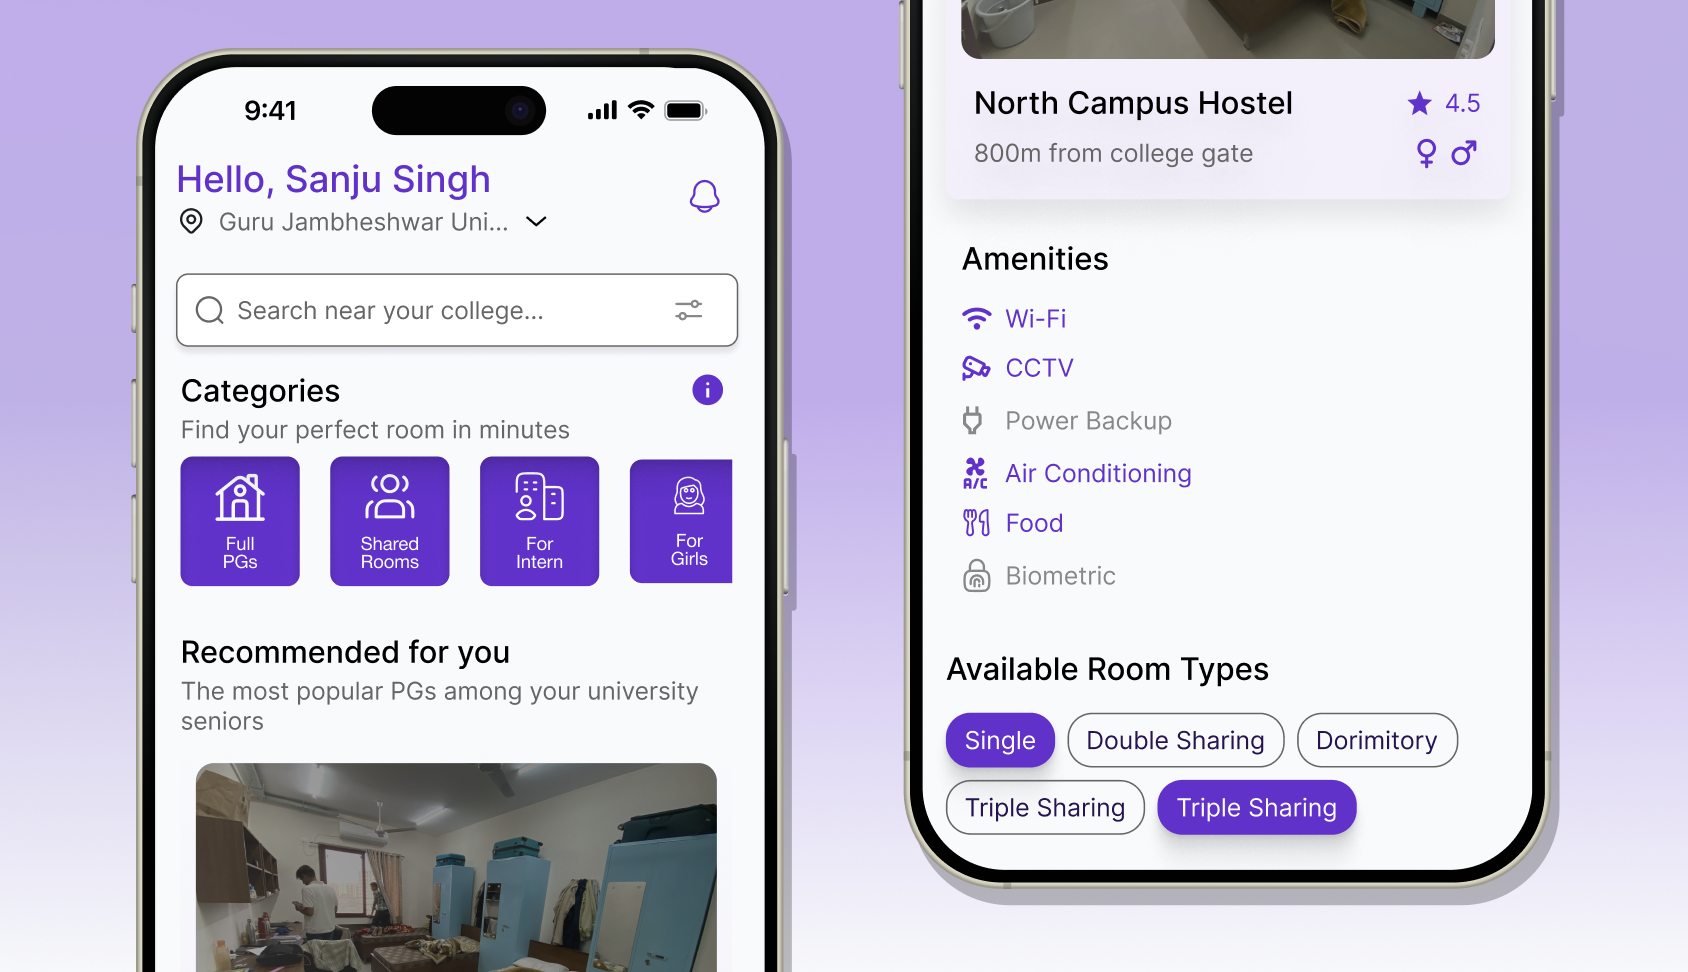 9:41
Hello, Sanju Singh
Guru Jambheshwar Uni...
Search near your college...
Categories
Find your perfect room in minutes
Full
PGs
Shared
Rooms
For
Intern
For
Girls
Recommended for you
The most popular PGs among your university
seniors
North Campus Hostel
4.5
800m from college gate
Amenities
Wi-Fi
CCTV
Power Backup
A/C
Air Conditioning
Food
Biometric
Available Room Types
Single
Double Sharing
Dorimitory
Triple Sharing
Triple Sharing